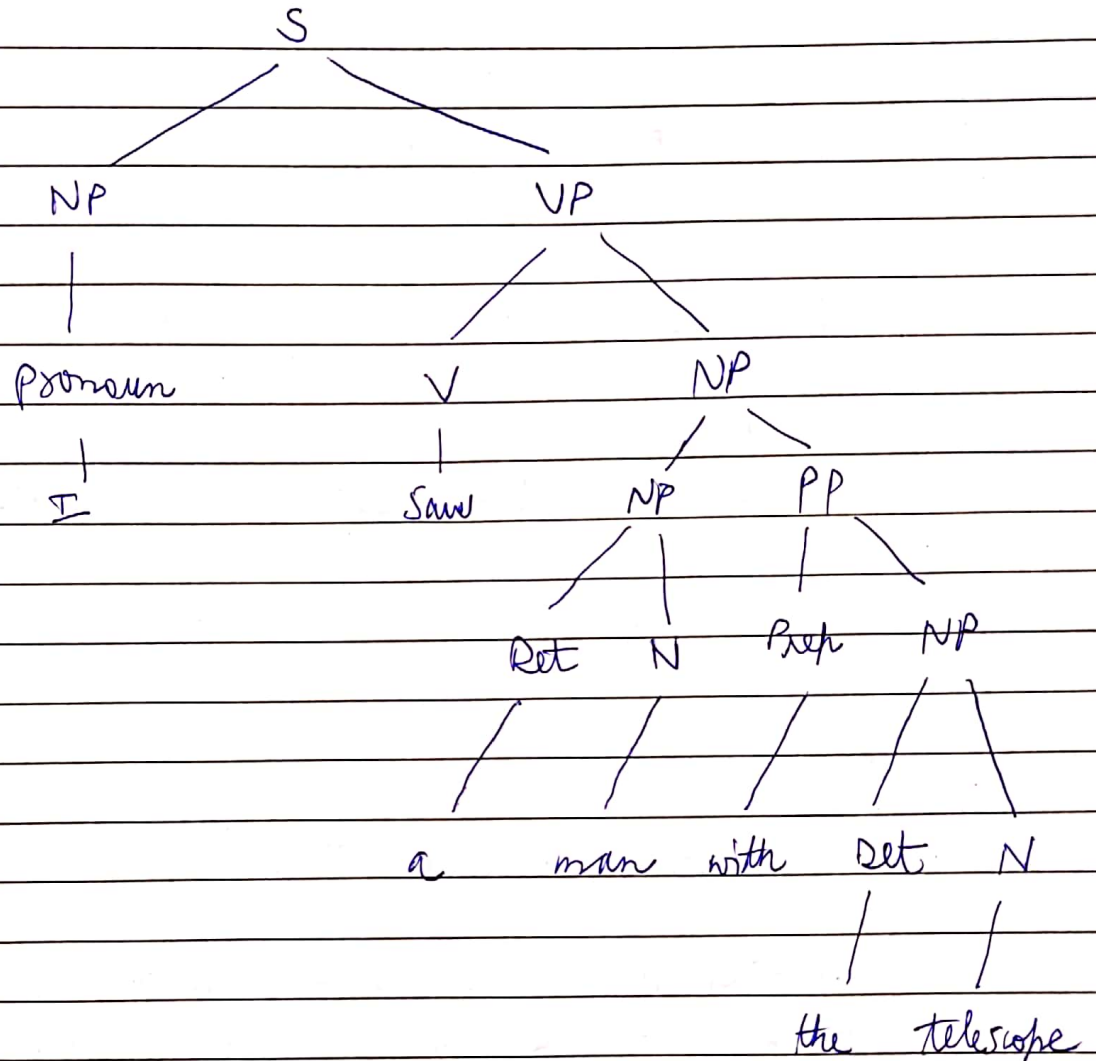 S
NP VP
Pronoun V NP
I Saw NP PP
Det N Prep NP
a man with Det N
the telescope